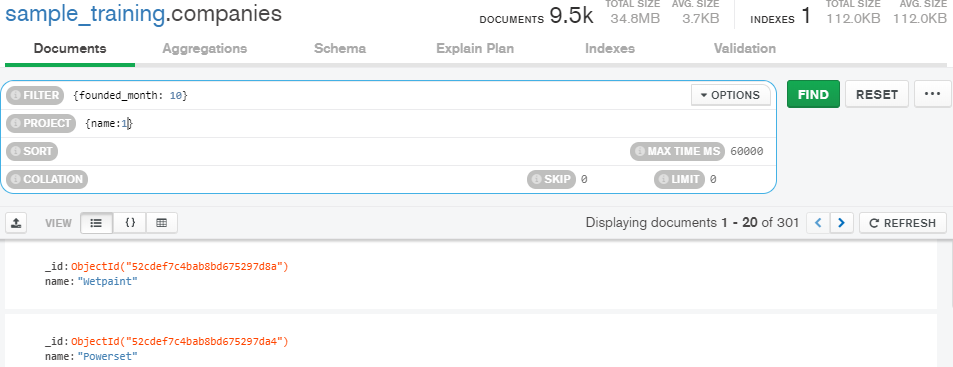 sample_training.companies
DOCUMENTS 9.5k TOTAL SIZE 34.8MB AVG. SIZE 3.7KB INDEXES 1 TOTAL SIZE 112.0KB AVG. SIZE 112.0KB
Documents Aggregations Schema Explain Plan Indexes Validation
FILTER {founded_month: 10} OPTIONS FIND RESET ...
PROJECT {name:1}
SORT MAX TIME MS 60000
COLLATION SKIP 0 LIMIT 0
VIEW {} Displaying documents 1 - 20 of 301 < > REFRESH
_id: ObjectId("52cdef7c4bab8bd675297d8a")
name: "Wetpaint"
_id: ObjectId("52cdef7c4bab8bd675297da4")
name: "Powerset"